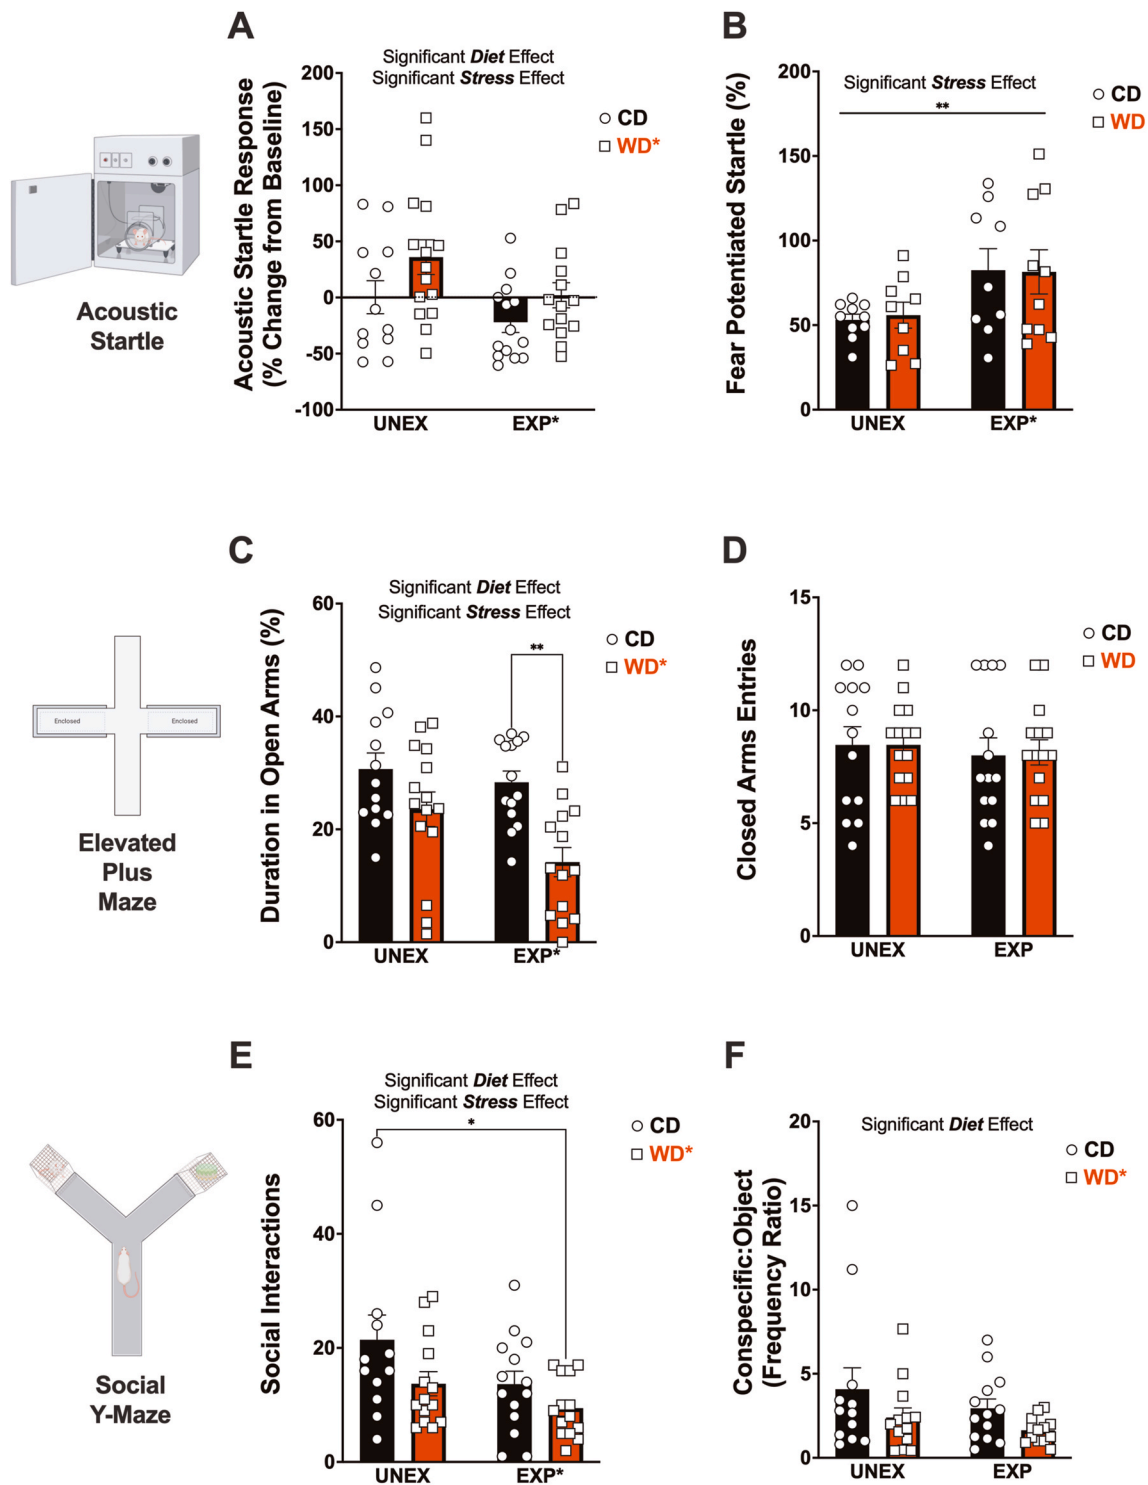 A
Significant Diet Effect
Significant Stress Effect
Acoustic Startle Response
(% Change from Baseline)
200
150
100
50
0
-50
-100
CD
WD*
UNEX
EXP*
Acoustic
Startle
B
Significant Stress Effect
**
Fear Potentiated Startle (%)
200
150
100
50
0
CD
WD
UNEX
EXP*
C
Significant Diet Effect
Significant Stress Effect
**
Duration in Open Arms (%)
60
40
20
0
CD
WD*
UNEX
EXP*
Enclosed
Enclosed
Elevated
Plus
Maze
D
Closed Arms Entries
15
10
5
0
CD
WD
UNEX
EXP
E
Significant Diet Effect
Significant Stress Effect
*
Social Interactions
60
40
20
0
CD
WD*
UNEX
EXP*
Social
Y-Maze
F
Significant Diet Effect
Conspecific:Object
(Frequency Ratio)
20
15
10
5
0
CD
WD*
UNEX
EXP